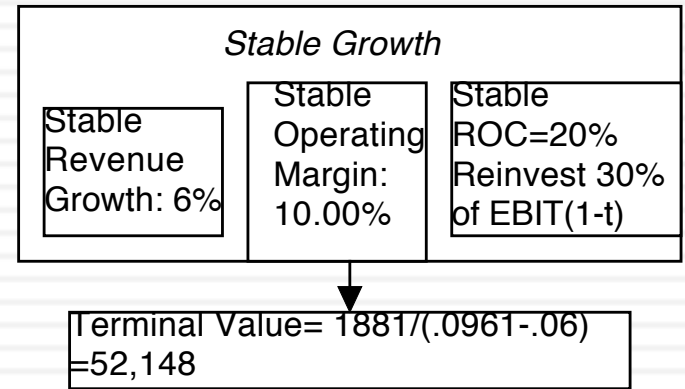 Stable Growth
Stable
Revenue
Growth: 6%
Stable
Operating
Margin:
10.00%
Stable
ROC=20%
Reinvest 30%
of EBIT(1-t)
Terminal Value= 1881/(.0961-.06)
=52,148